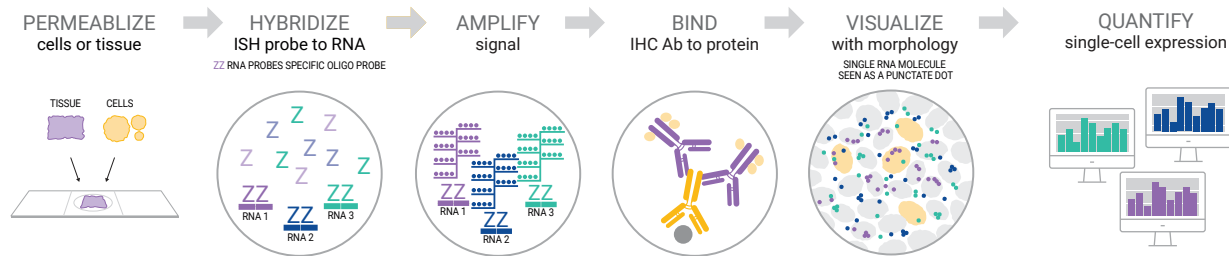 PERMEABLIZE
cells or tissue
TISSUE
CELLS
HYBRIDIZE
ISH probe to RNA
ZZ RNA PROBES SPECIFIC OLIGO PROBE
Z
Z
Z
Z
Z
Z
Z
Z
Z
ZZ
RNA 1
ZZ
RNA 2
ZZ
RNA 3
AMPLIFY
signal
ZZ
RNA 1
ZZ
RNA 2
ZZ
RNA 3
BIND
IHC Ab to protein
VISUALIZE
with morphology
SINGLE RNA MOLECULE
SEEN AS A PUNCTATE DOT
QUANTIFY
single-cell expression